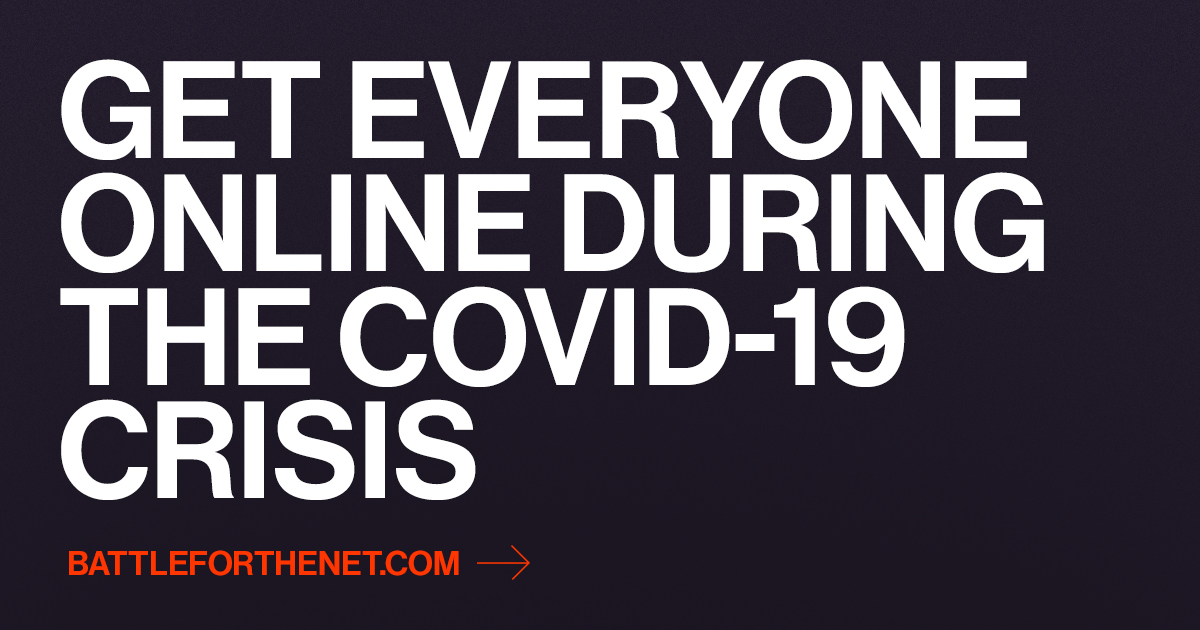 GET EVERYONE
ONLINE DURING
THE COVID-19
CRISIS
BATTLEFORTHENET.COM